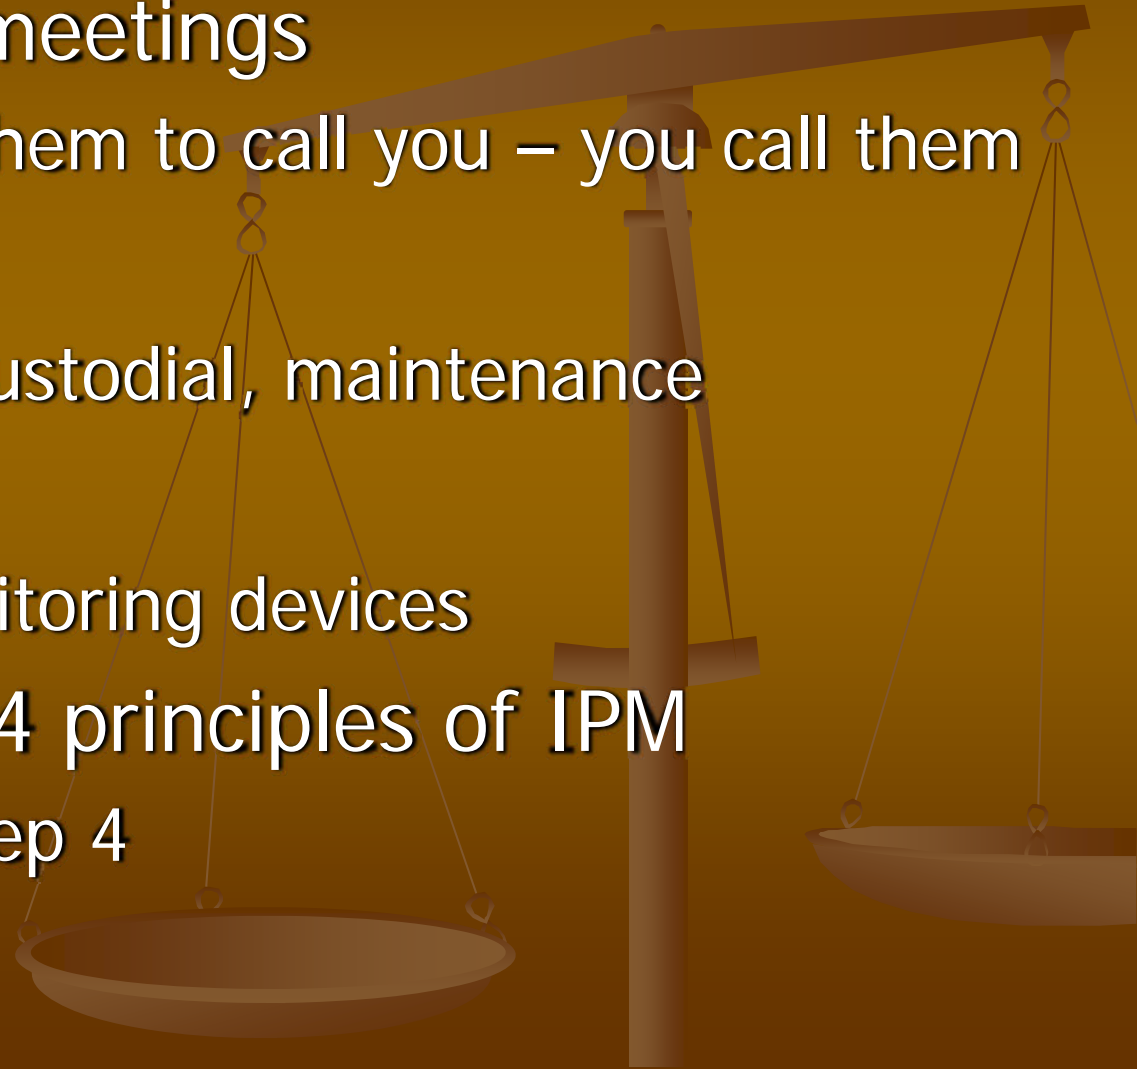 meetings
hem to call you – you call them
ustodial, maintenance
itoring devices
4 principles of IPM
ep 4